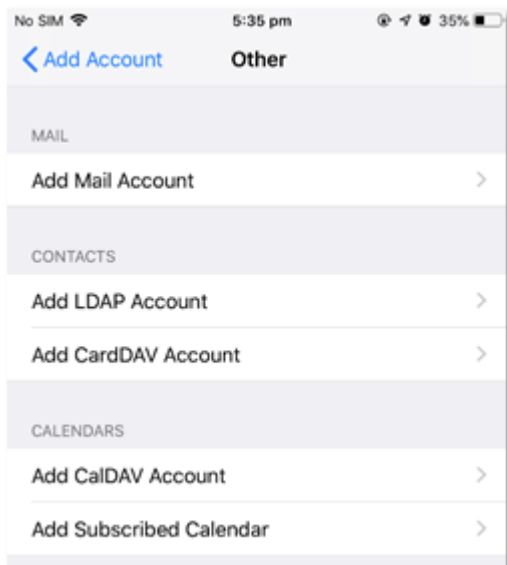 No SIM 5:35 pm 35%
Add Account Other
MAIL
Add Mail Account
CONTACTS
Add LDAP Account
Add CardDAV Account
CALENDARS
Add CalDAV Account
Add Subscribed Calendar